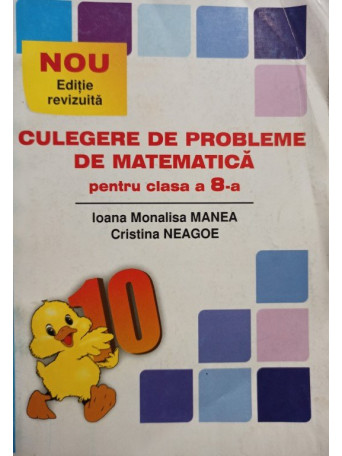 NOU
Ediție
revizuită
CULEGERE DE PROBLEME
DE MATEMATICĂ
pentru clasa a 8-a
Ioana Monalisa MANEA
Cristina NEAGOE
10